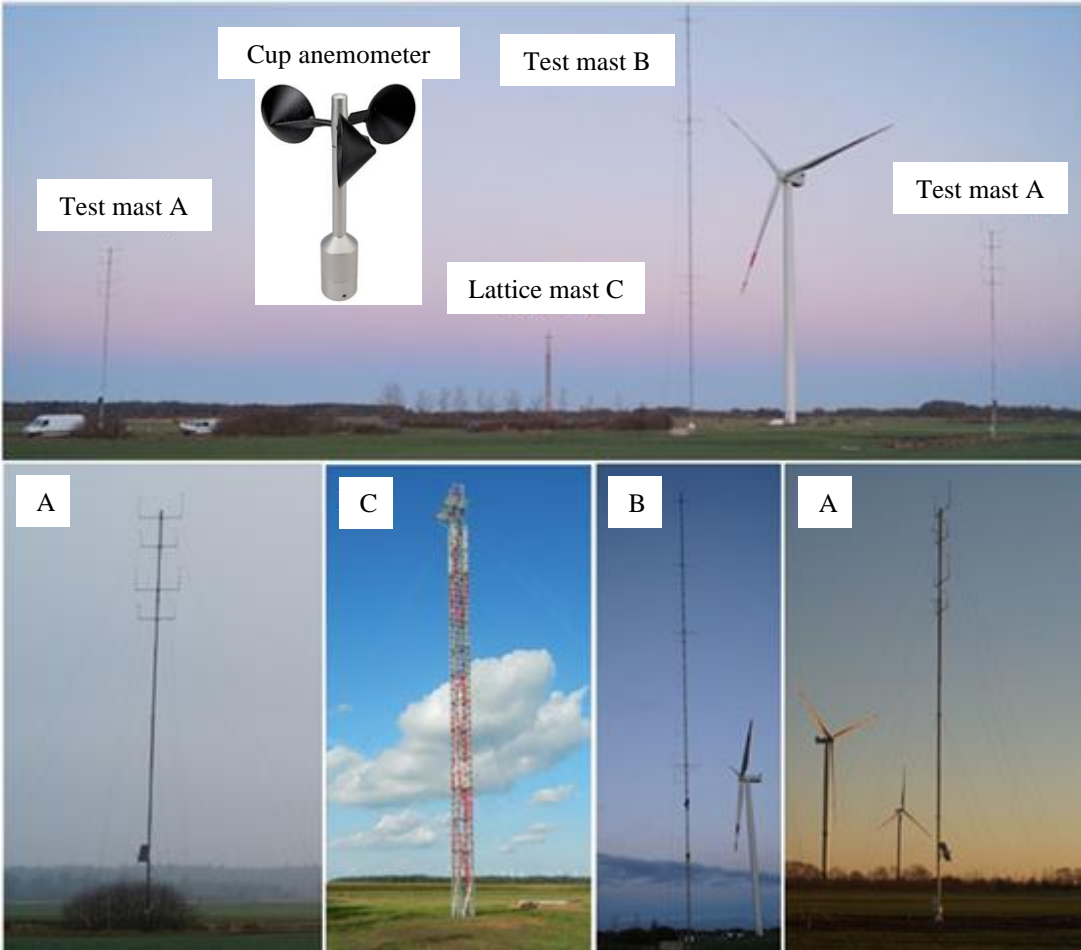 Cup anemometer
Test mast B
Test mast A
Test mast A
Lattice mast C
A
C
B
A